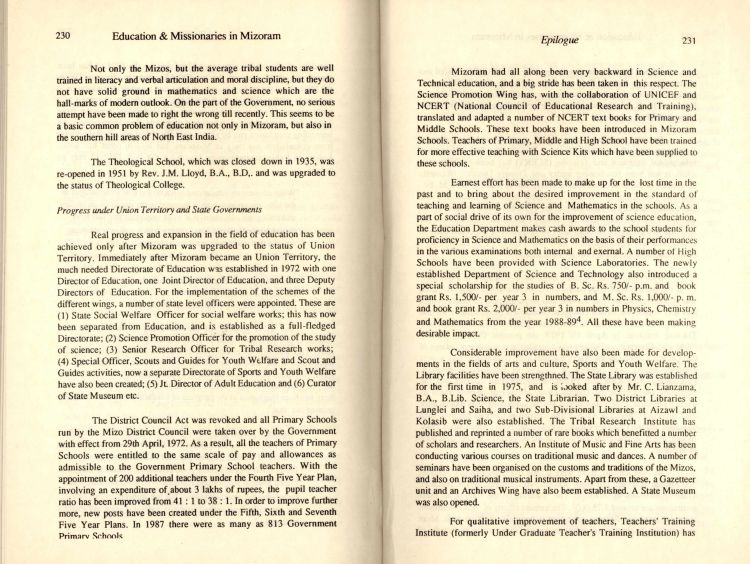 230
Education & Missionaries in Mizoram
Not only the Mizos, but the average tribal students are well
trained in literacy and verbal articulation and moral discipline, but they do
not have solid ground in mathematics and science which are the
hall-marks of modern outlook. On the part of the Government, no serious
attempt have been made to right the wrong till recently. This seems to be
a basic common problem of education not only in Mizoram, but also in
the southern hill areas of North East India.
The Theological School, which was closed down in 1935, was
re-opened in 1951 by Rev. J.M. Lloyd, B.A., B.D,. and was upgraded to
the status of Theological College.
Progress under Union Territory and State Governments
Real progress and expansion in the field of education has been
achieved only after Mizoram was upgraded to the status of Union
Territory. Immediately after Mizoram became an Union Territory, the
much needed Directorate of Education was established in 1972 with one
Director of Education, one Joint Director of Education, and three Deputy
Directors of Education. For the implementation of the schemes of the
different wings, a number of state level officers were appointed. These are
(1) State Social Welfare Officer for social welfare works; this has now
been separated from Education, and is established as a full-fledged
Directorate; (2) Science Promotion Officer for the promotion of the study
of science; (3) Senior Research Officer for Tribal Research works;
(4) Special Officer, Scouts and Guides for Youth Welfare and Scout and
Guides activities, now a separate Directorate of Sports and Youth Welfare
have also been created; (5) Jt. Director of Adult Education and (6) Curator
of State Museum etc.
The District Council Act was revoked and all Primary Schools
run by the Mizo District Council were taken over by the Government
with effect from 29th April, 1972. As a result, all the teachers of Primary
Schools were entitled to the same scale of pay and allowances as
admissible to the Government Primary School teachers. With the
appointment of 200 additional teachers under the Fourth Five Year Plan,
involving an expenditure of about 3 lakhs of rupees, the pupil teacher
ratio has been improved from 41 : 1 to 38 : 1. In order to improve further
more, new posts have been created under the Fifth, Sixth and Seventh
Five Year Plans. In 1987 there were as many as 813 Government
Primary Schools
Epilogue
231
Mizoram had all along been very backward in Science and
Technical education, and a big stride has been taken in this respect. The
Science Promotion Wing has, with the collaboration of UNICEF and
NCERT (National Council of Educational Research and Training),
translated and adapted a number of NCERT text books for Primary and
Middle Schools. These text books have been introduced in Mizoram
Schools. Teachers of Primary, Middle and High School have been trained
for more effective teaching with Science Kits which have been supplied to
these schools.
Earnest effort has been made to make up for the lost time in the
past and to bring about the desired improvement in the standard of
teaching and learning of Science and Mathematics in the schools. As a
part of social drive of its own for the improvement of science education,
the Education Department makes cash awards to the school students for
proficiency in Science and Mathematics on the basis of their performances
in the various examinations both internal and exernal. A number of High
Schools have been provided with Science Laboratories. The newly
established Department of Science and Technology also introduced a
special scholarship for the studies of B. Sc. Rs. 750/- p.m. and book
grant Rs. 1,500/- per year 3 in numbers, and M. Sc. Rs. 1,000/- p. m.
and book grant Rs. 2,000/- per year 3 in numbers in Physics, Chemistry
and Mathematics from the year 1988-89⁴. All these have been making
desirable impact.
Considerable improvement have also been made for develop-
ments in the fields of arts and culture, Sports and Youth Welfare. The
Library facilities have been strengthned. The State Library was established
for the first time in 1975, and is looked after by Mr. C. Lianzama,
B.A., B.Lib. Science, the State Librarian. Two District Libraries at
Lunglei and Saiha, and two Sub-Divisional Libraries at Aizawl and
Kolasib were also established. The Tribal Research Institute has
published and reprinted a number of rare books which benefitted a number
of scholars and researchers. An Institute of Music and Fine Arts has been
conducting various courses on traditional music and dances. A number of
seminars have been organised on the customs and traditions of the Mizos,
and also on traditional musical instruments. Apart from these, a Gazetteer
unit and an Archives Wing have also beem established. A State Museum
was also opened.
For qualitative improvement of teachers, Teachers' Training
Institute (formerly Under Graduate Teacher's Training Institution) has